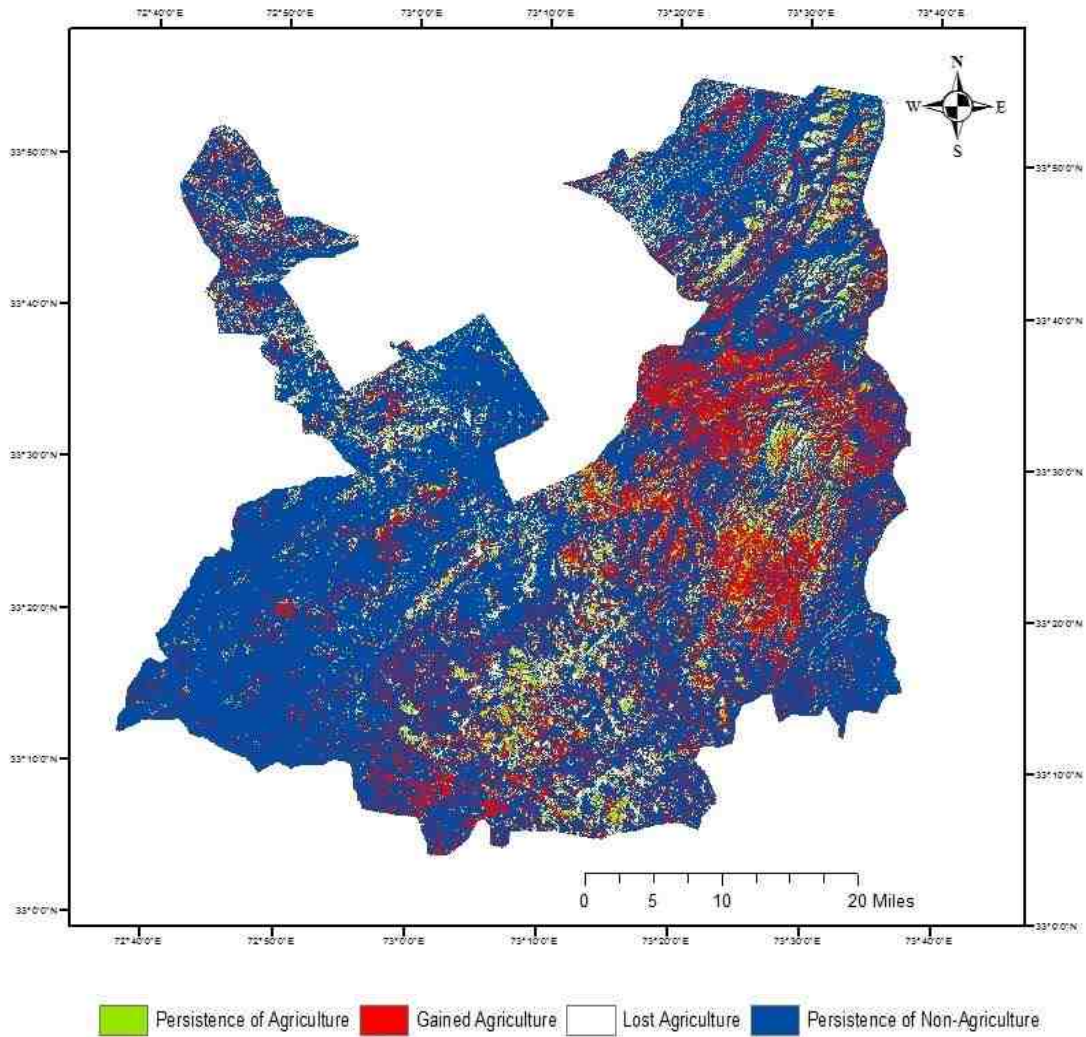 72°40'0"E 72°50'0"E 73°0'0"E 73°10'0"E 73°20'0"E 73°30'0"E 73°40'0"E
N
W E
S
33°50'0"N 33°50'0"N
33°40'0"N 33°40'0"N
33°30'0"N 33°30'0"N
33°20'0"N 33°20'0"N
33°10'0"N 33°10'0"N
0 5 10 20 Miles
33°0'0"N 33°0'0"N
72°40'0"E 72°50'0"E 73°0'0"E 73°10'0"E 73°20'0"E 73°30'0"E 73°40'0"E
Persistence of Agriculture Gained Agriculture Lost Agriculture Persistence of Non-Agriculture